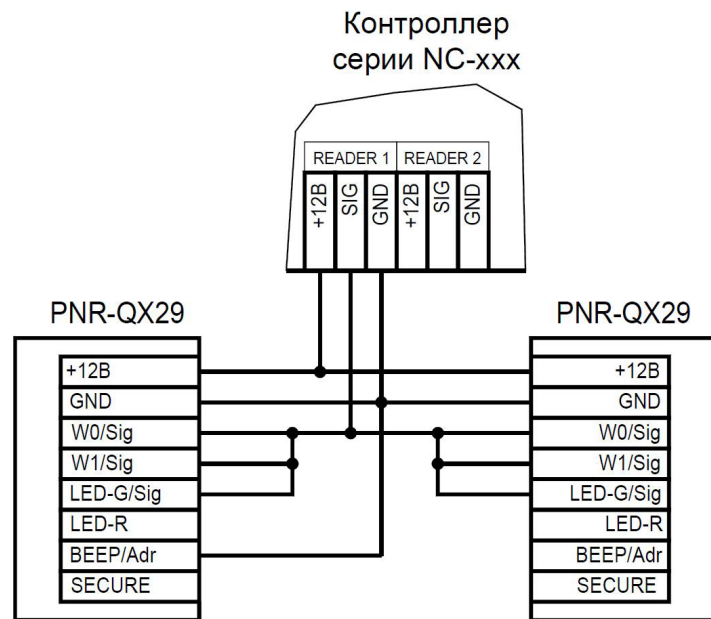 Контроллер
серии NC-xxx
READER 1 READER 2
+12В SIG GND +12В SIG GND
PNR-QX29
+12В
GND
W0/Sig
W1/Sig
LED-G/Sig
LED-R
BEEP/Adr
SECURE
PNR-QX29
+12В
GND
W0/Sig
W1/Sig
LED-G/Sig
LED-R
BEEP/Adr
SECURE